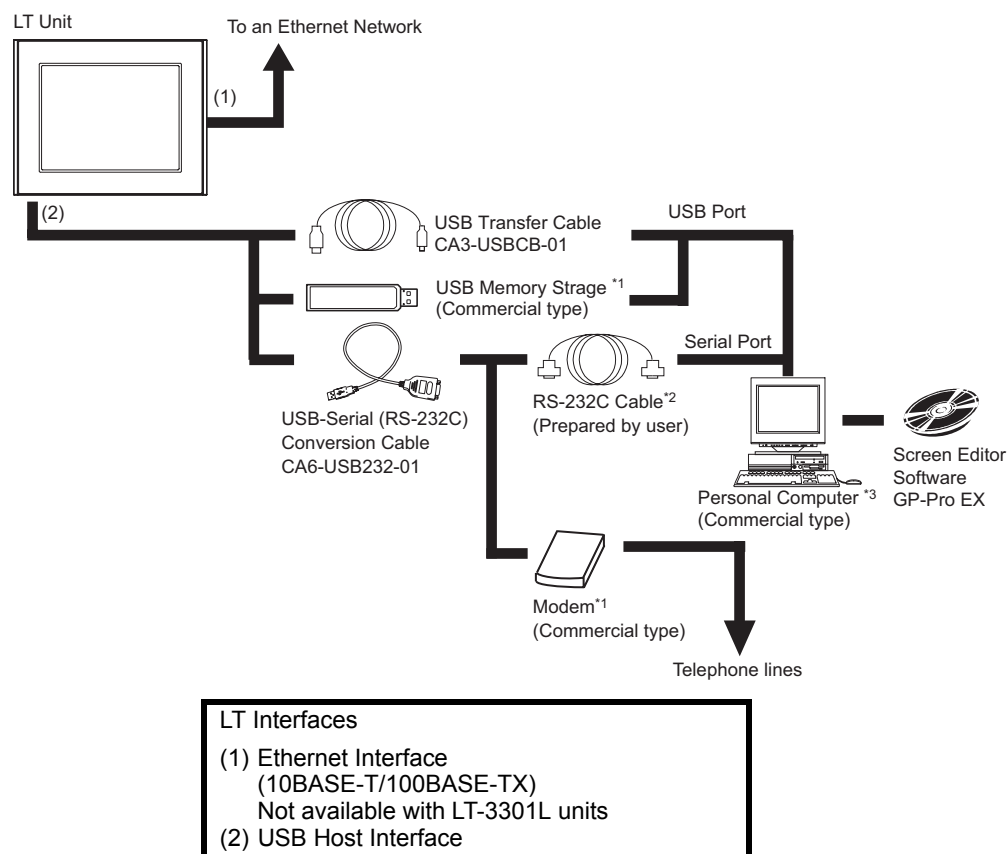 LT Unit
To an Ethernet Network
(1)
(2)
USB Transfer Cable
CA3-USBCB-01
USB Port
USB Memory Strage *1
(Commercial type)
Serial Port
USB-Serial (RS-232C)
Conversion Cable
CA6-USB232-01
RS-232C Cable*2
(Prepared by user)
Personal Computer *3
(Commercial type)
Screen Editor
Software
GP-Pro EX
Modem*1
(Commercial type)
Telephone lines
LT Interfaces
(1) Ethernet Interface
(10BASE-T/100BASE-TX)
Not available with LT-3301L units
(2) USB Host Interface